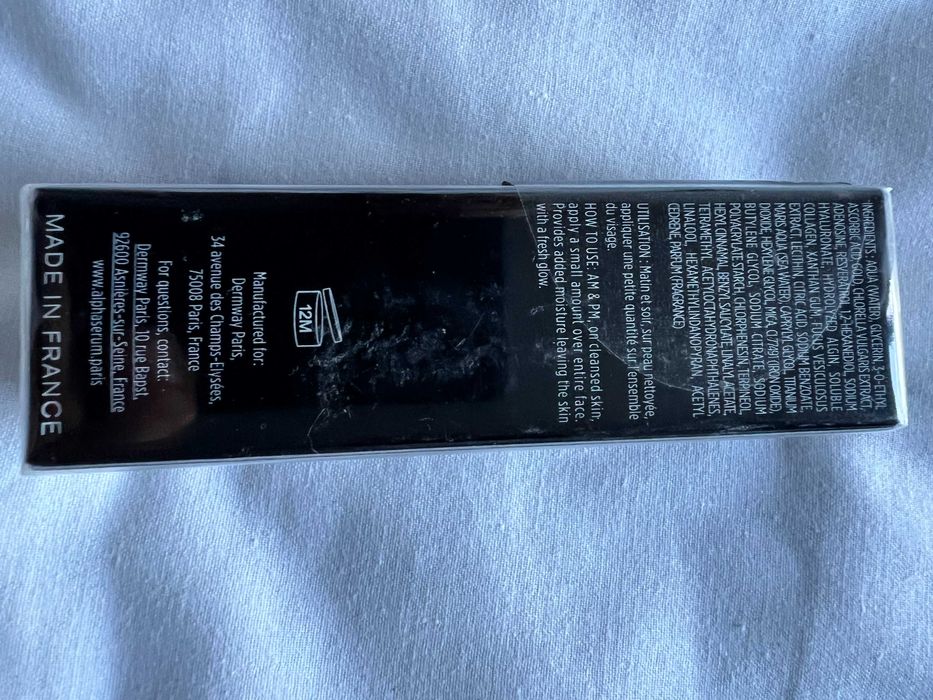 INGREDIENTS: AQUA (WATER), GLYCERIN, 3-O-ETHYL
ASCORBIC ACID, GOLD, CHLORELLA VULGARIS EXTRACT,
ADENOSINE, RESVERATROL, 1,2-HEXANEDIOL, SODIUM
HYALURONATE, HYDROLYZED ALGIN, SOLUBLE
COLLAGEN, XANTHAN GUM, FUCUS VESICULOSUS
EXTRACT, LECITHIN, CITRIC ACID, SODIUM BENZOATE,
MARIS AQUA (SEA WATER), CAPRYLYL GLYCOL, TITANIUM
DIOXIDE, HEXYLENE GLYCOL, MICA, (IRON OXIDE),
BUTYLENE GLYCOL, SODIUM CITRATE, SODIUM
POLYACRYLATE STARCH, CHLORPHENESIN, TERPINEOL,
HEXYL CINNAMAL, BENZYL SALICYLATE, LINALYL ACETATE
TETRAMETHYL ACETYLOCTAHYDRONAPHTHALENES,
LINALOOL, HEXAMETHYLINDANOPYRAN, ACETYL
CEDRENE, PARFUM (FRAGRANCE)
UTILISATION : Matin et soir, sur peau nettoyée,
appliquer une petite quantité sur l'ensemble
du visage.
HOW TO USE: AM & PM, on cleansed skin,
apply a small amount over entire face.
Provides added moisture leaving the skin
with a fresh glow.
12M
Manufactured for:
Dermway Paris,
34 avenue des Champs-Elysées,
75008 Paris, France
For questions, contact:
Dermway Paris, 10 rue Bapst,
92600 Asnières-sur-Seine, France
www.alphaserum.paris
MADE IN FRANCE